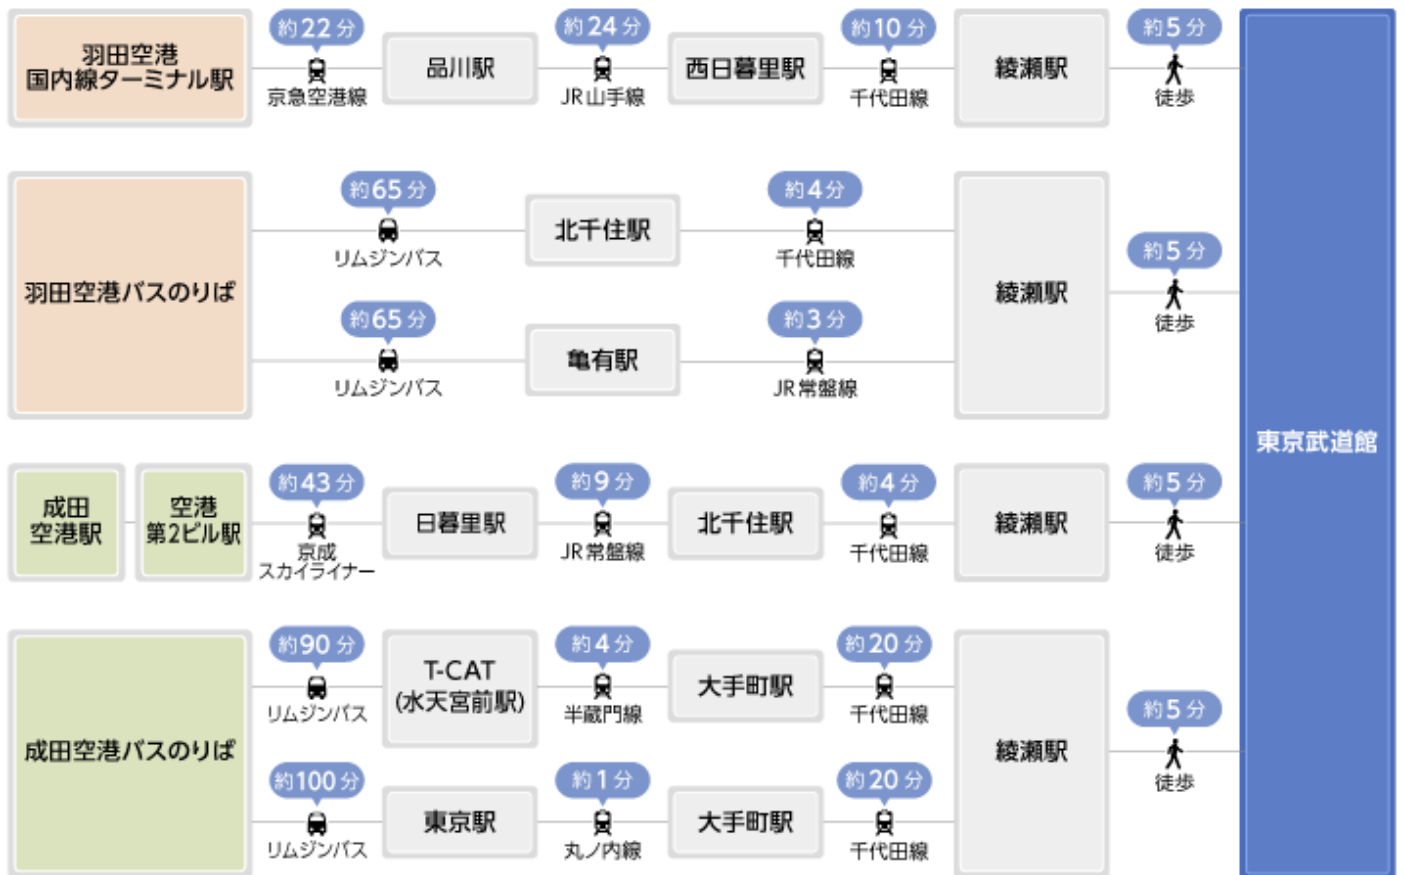 約22分
約24分
約10分
約5分
羽田空港
国内線ターミナル駅
品川駅
西日暮里駅
綾瀬駅
京急空港線
JR山手線
千代田線
徒歩
約65分
約4分
北千住駅
リムジンバス
千代田線
羽田空港バスのりば
綾瀬駅
約5分
徒歩
約65分
約3分
亀有駅
リムジンバス
JR常盤線
東京武道館
約43分
約9分
約4分
約5分
成田
空港駅
空港
第2ビル駅
日暮里駅
北千住駅
綾瀬駅
京成
スカイライナー
JR常盤線
千代田線
徒歩
約90分
約4分
約20分
T-CAT
(水天宮前駅)
大手町駅
リムジンバス
半蔵門線
千代田線
成田空港バスのりば
綾瀬駅
約5分
徒歩
約100分
約1分
約20分
東京駅
大手町駅
リムジンバス
丸ノ内線
千代田線